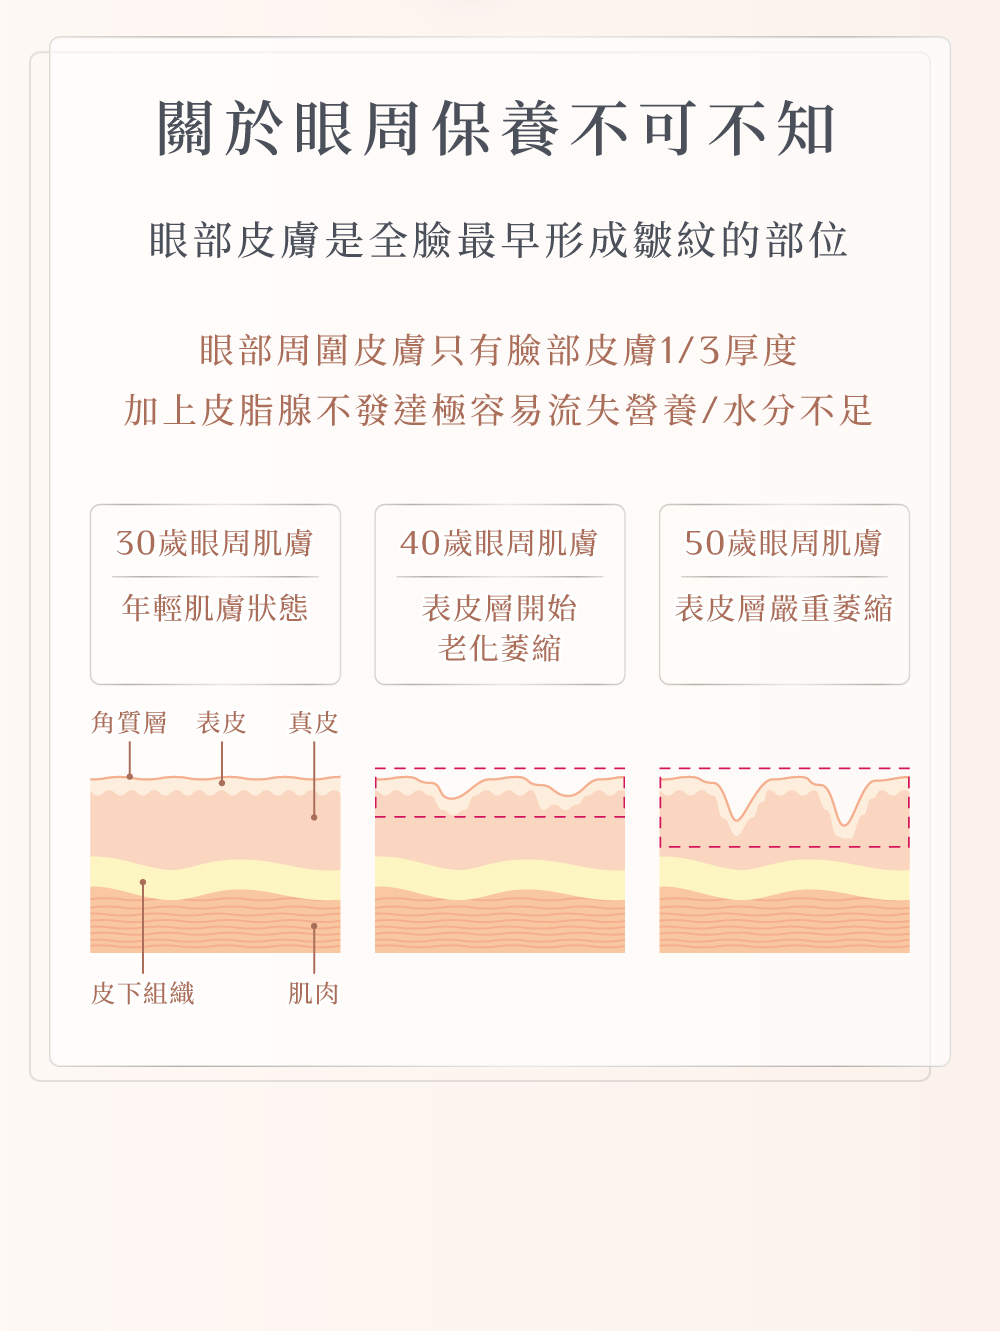 關於眼周保養不可不知
眼部皮膚是全臉最早形成皺紋的部位
眼部周圍皮膚只有臉部皮膚1/3厚度
加上皮脂腺不發達極容易流失營養/水分不足
30歲眼周肌膚
年輕肌膚狀態
40歲眼周肌膚
表皮層開始
老化萎縮
50歲眼周肌膚
表皮層嚴重萎縮
角質層 表皮 真皮
皮下組織 肌肉